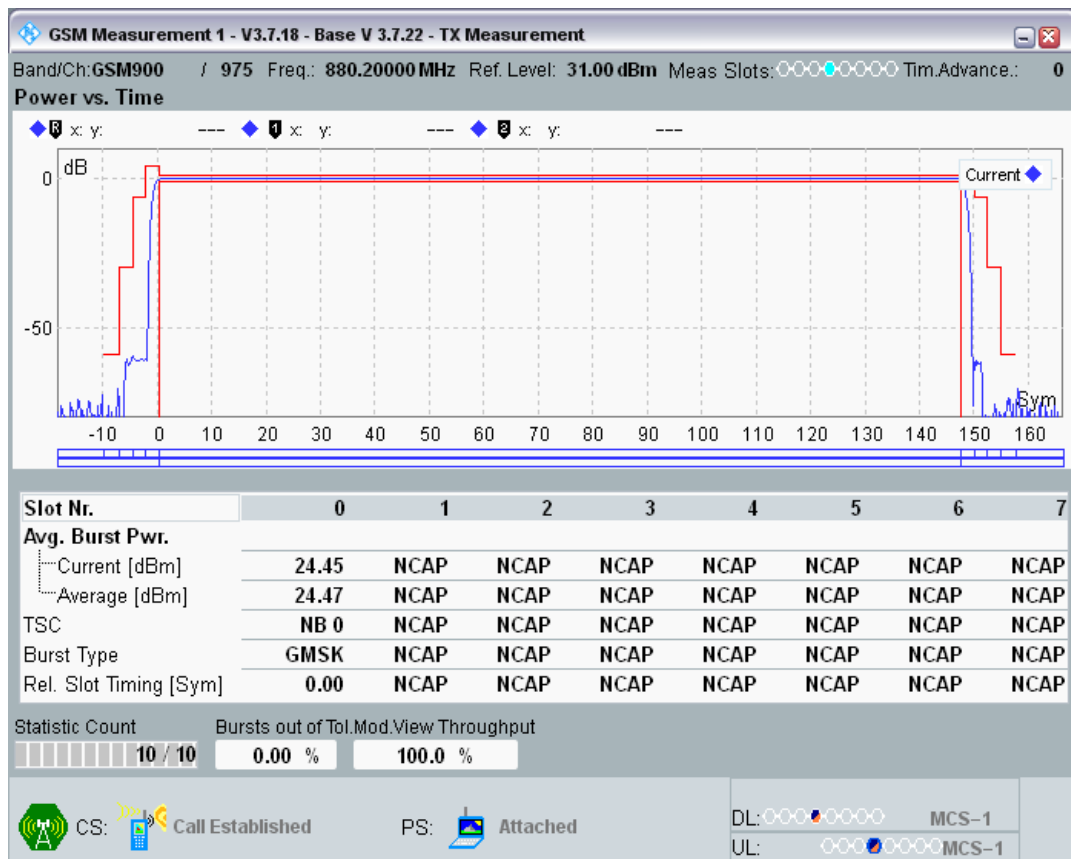 GSM Measurement 1 - V3.7.18 - Base V 3.7.22 - TX Measurement
Band/Ch:GSM900 / 975 Freq.: 880.20000 MHz Ref. Level: 31.00 dBm Meas Slots: Tim.Advance.: 0
Power vs. Time
R x: y: --- 1 x: y: --- 2 x: y: ---
dB
Current
0
-50
Sym
-10 0 10 20 30 40 50 60 70 80 90 100 110 120 130 140 150 160
Slot Nr. 0 1 2 3 4 5 6 7
Avg. Burst Pwr.
Current [dBm] 24.45 NCAP NCAP NCAP NCAP NCAP NCAP NCAP
Average [dBm] 24.47 NCAP NCAP NCAP NCAP NCAP NCAP NCAP
TSC NB 0 NCAP NCAP NCAP NCAP NCAP NCAP NCAP
Burst Type GMSK NCAP NCAP NCAP NCAP NCAP NCAP NCAP
Rel. Slot Timing [Sym] 0.00 NCAP NCAP NCAP NCAP NCAP NCAP NCAP
Statistic Count Bursts out of Tol.Mod.View Throughput
10 / 10 0.00 % 100.0 %
CS: Call Established PS: Attached
DL: MCS-1
UL: MCS-1